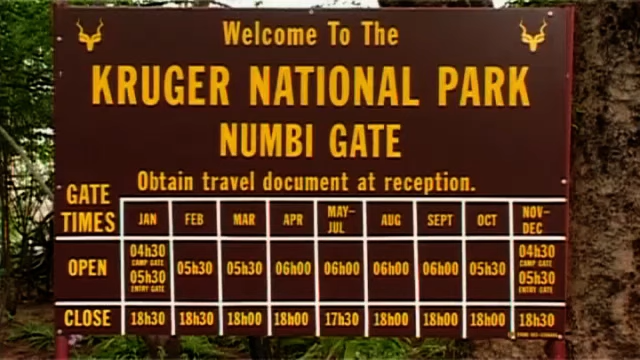 Welcome To The
KRUGER NATIONAL PARK
NUMBI GATE
Obtain travel document at reception.
GATE TIMES JAN FEB MAR APR MAY–JUL AUG SEPT OCT NOV–DEC
OPEN 04h30 CAMP GATE 05h30 ENTRY GATE 05h30 05h30 06h00 06h00 06h00 06h00 05h30 04h30 CAMP GATE 05h30 ENTRY GATE
CLOSE 18h30 18h30 18h00 18h00 17h30 18h00 18h00 18h00 18h30